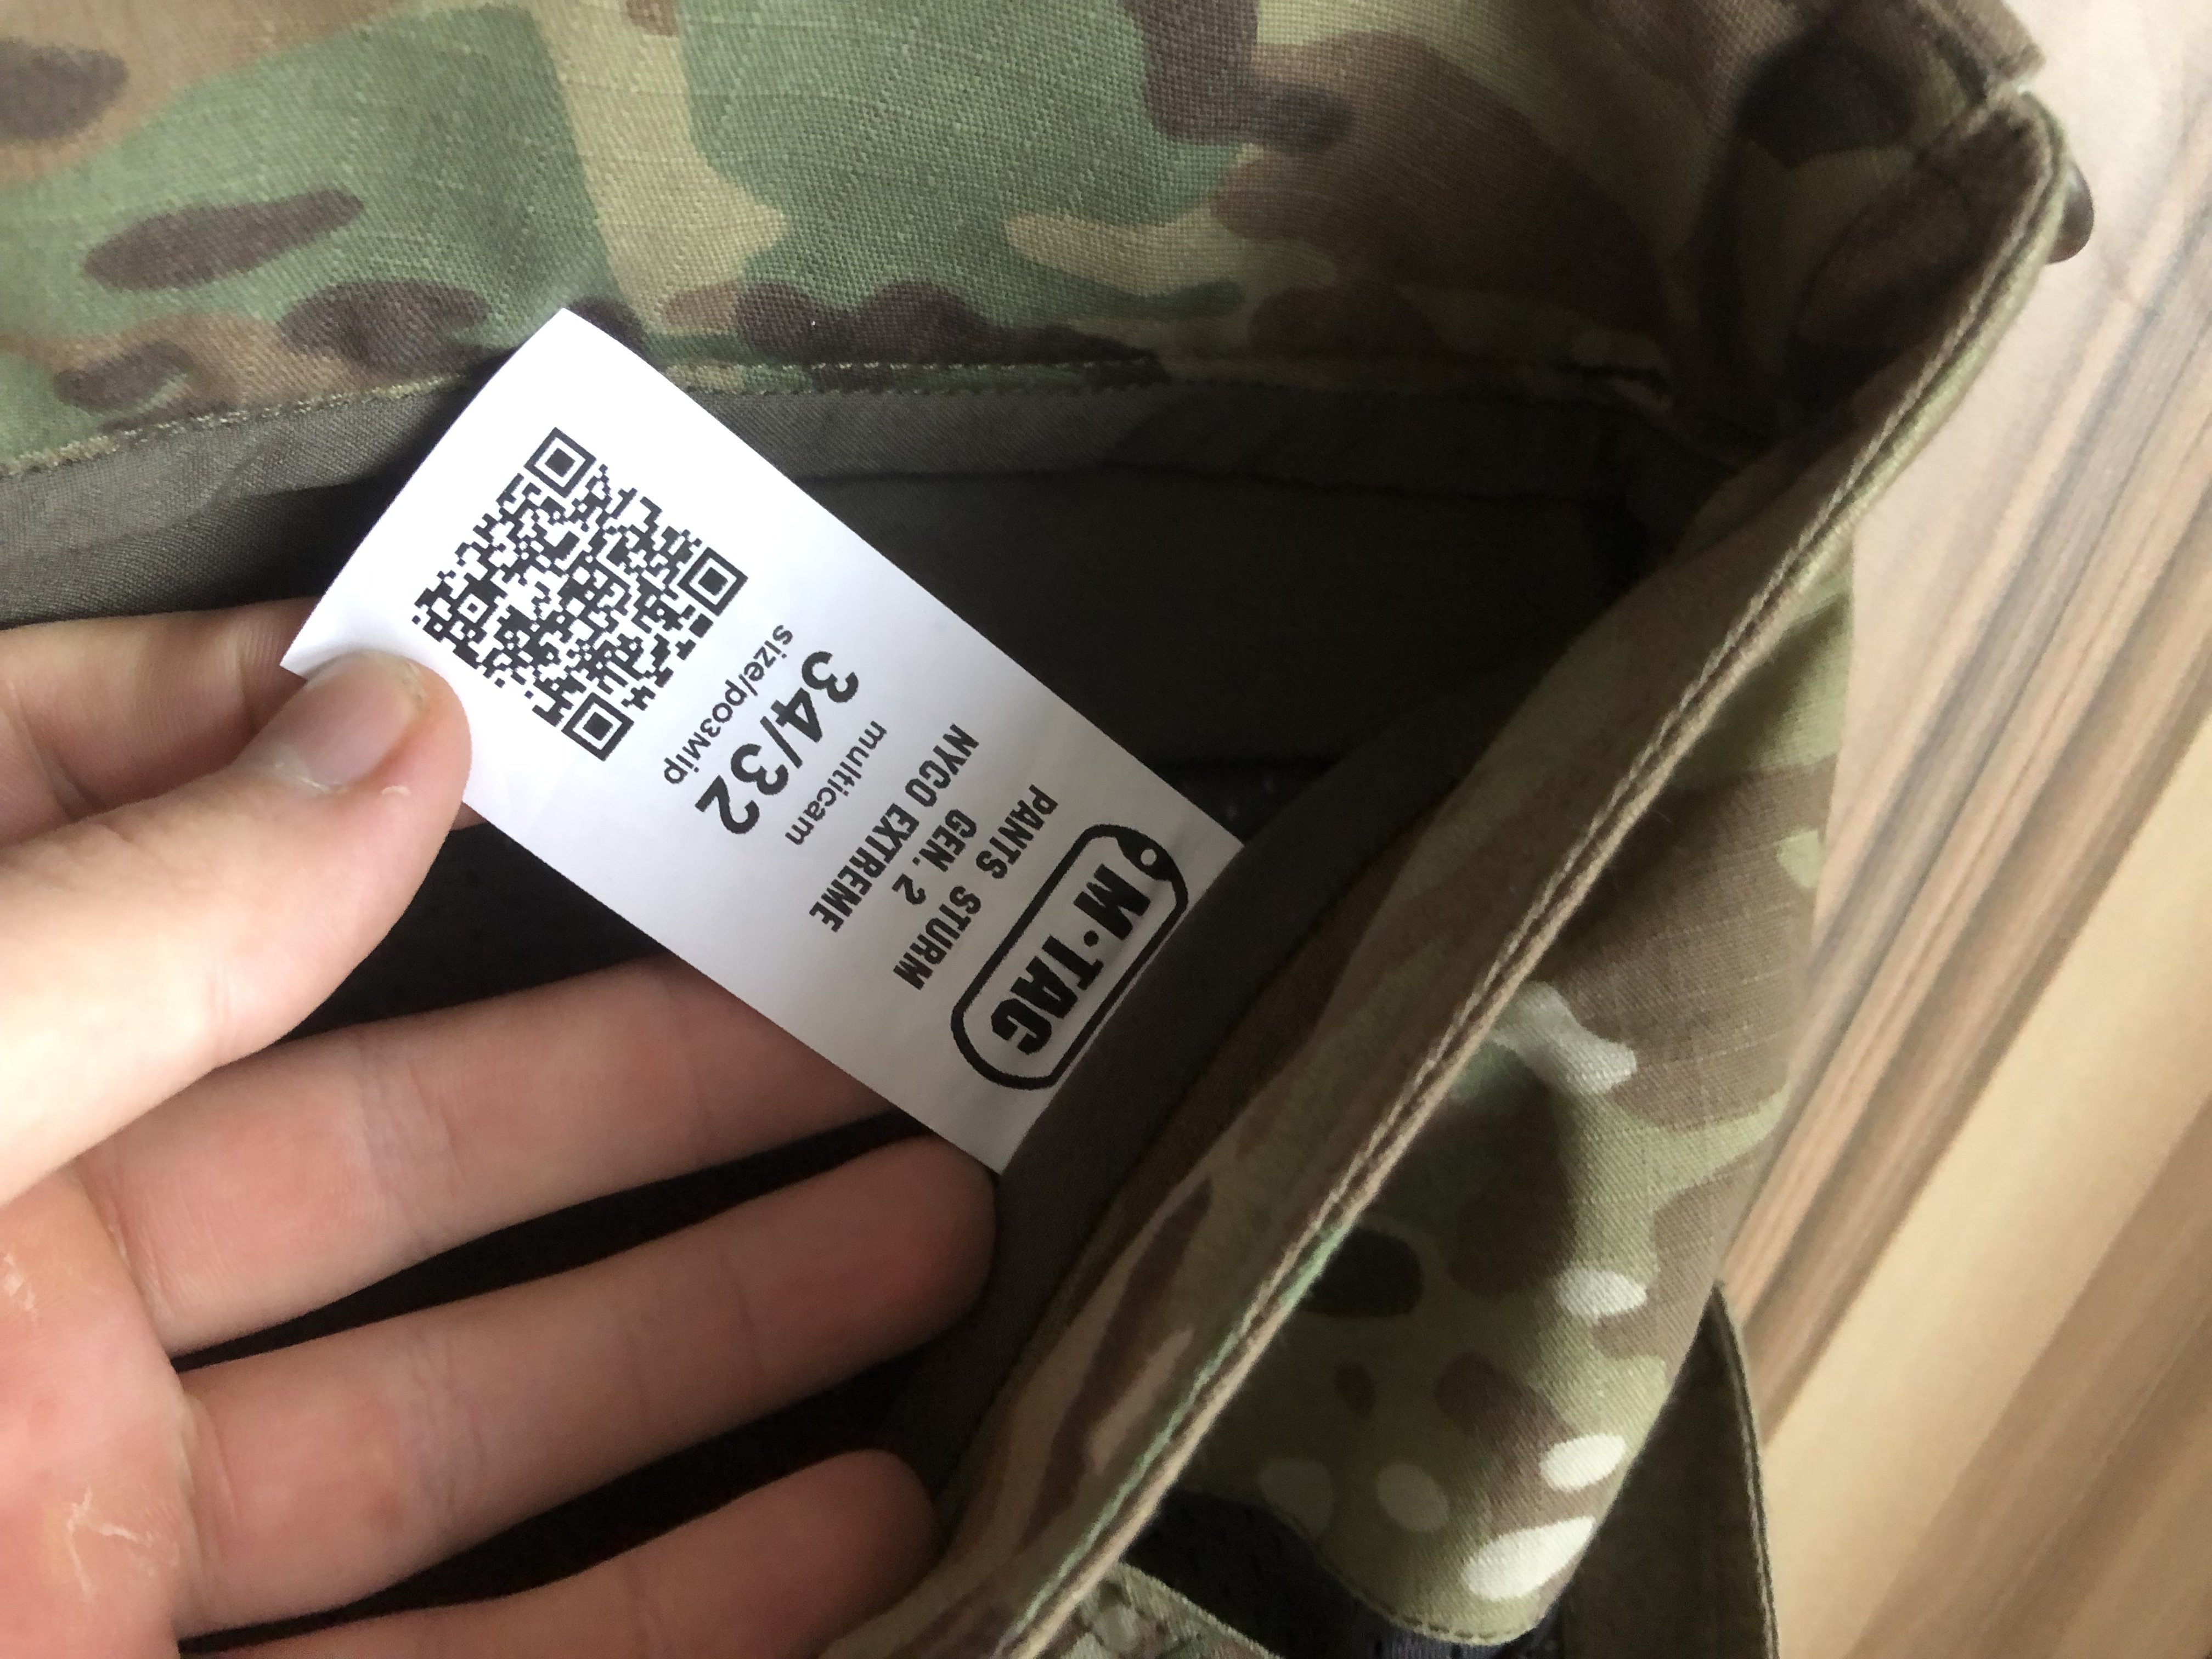 M·TAC
PANTS STURM
GEN. 2
NYCO EXTREME
multicam
34/32
size/розмір